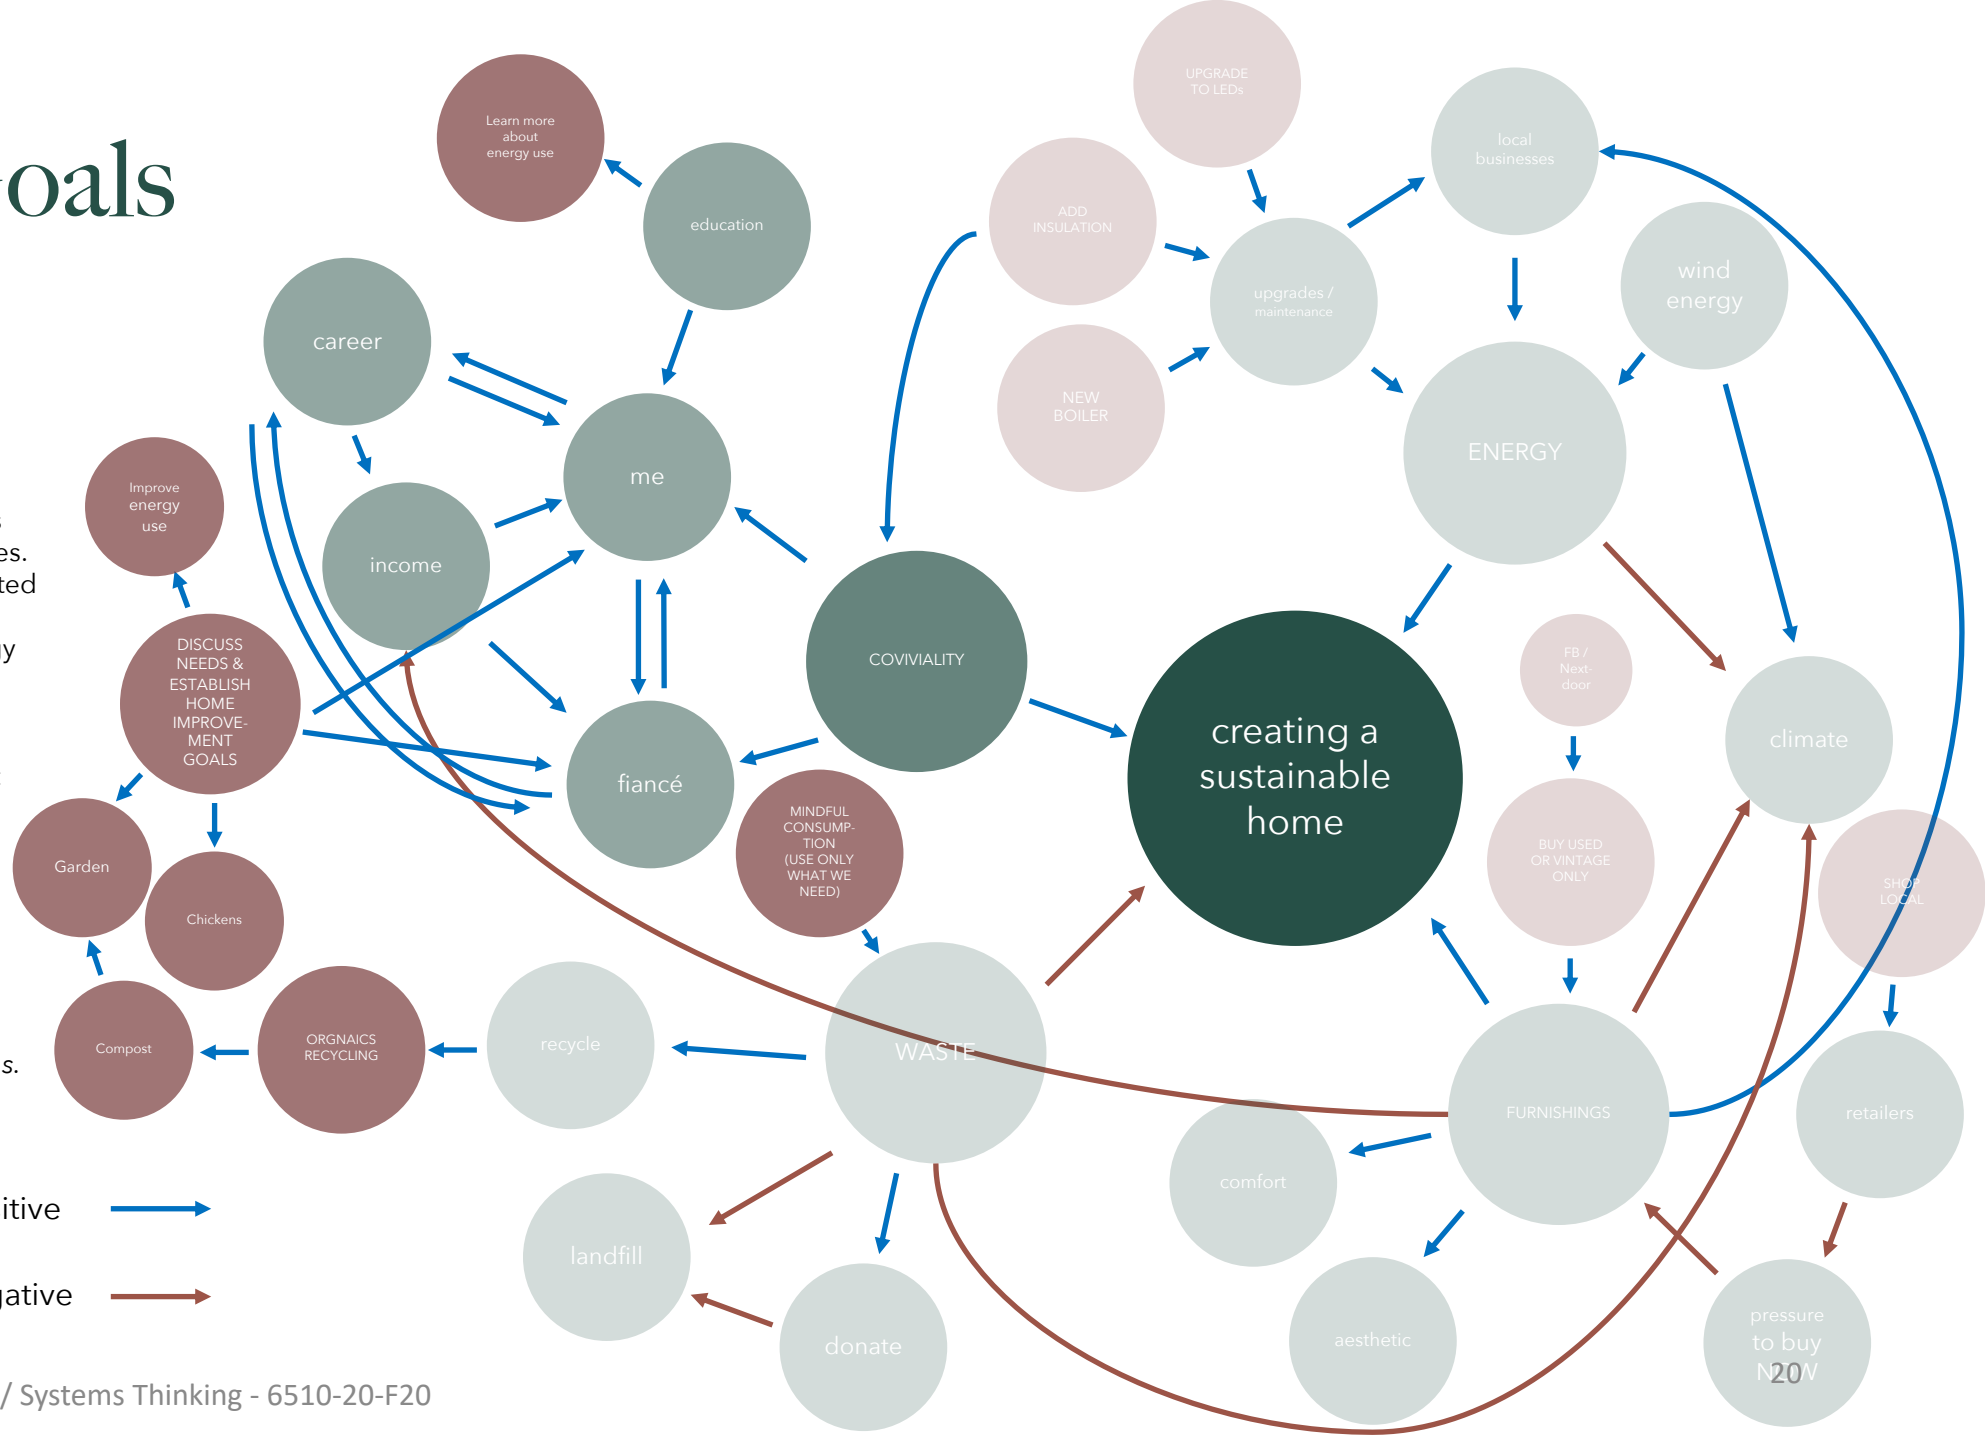 oals
es.
ted
gy
s.
itive
gative
/ Systems Thinking - 6510-20-F20
20
Learn more
about
energy use
education
career
me
income
Improve
energy
use
DISCUSS
NEEDS &
ESTABLISH
HOME
IMPROVE-
MENT
GOALS
Garden
Chickens
Compost
ORGNAICS
RECYCLING
recycle
fiancé
COVIVIALITY
MINDFUL
CONSUMP-
TION
(USE ONLY
WHAT WE
NEED)
WASTE
landfill
donate
UPGRADE
TO LEDs
ADD
INSULATION
NEW
BOILER
upgrades /
maintenance
local
businesses
wind
energy
ENERGY
creating a
sustainable
home
FB /
Next-
door
climate
BUY USED
OR VINTAGE
ONLY
SHOP
LOCAL
FURNISHINGS
retailers
comfort
aesthetic
pressure
to buy
NOW